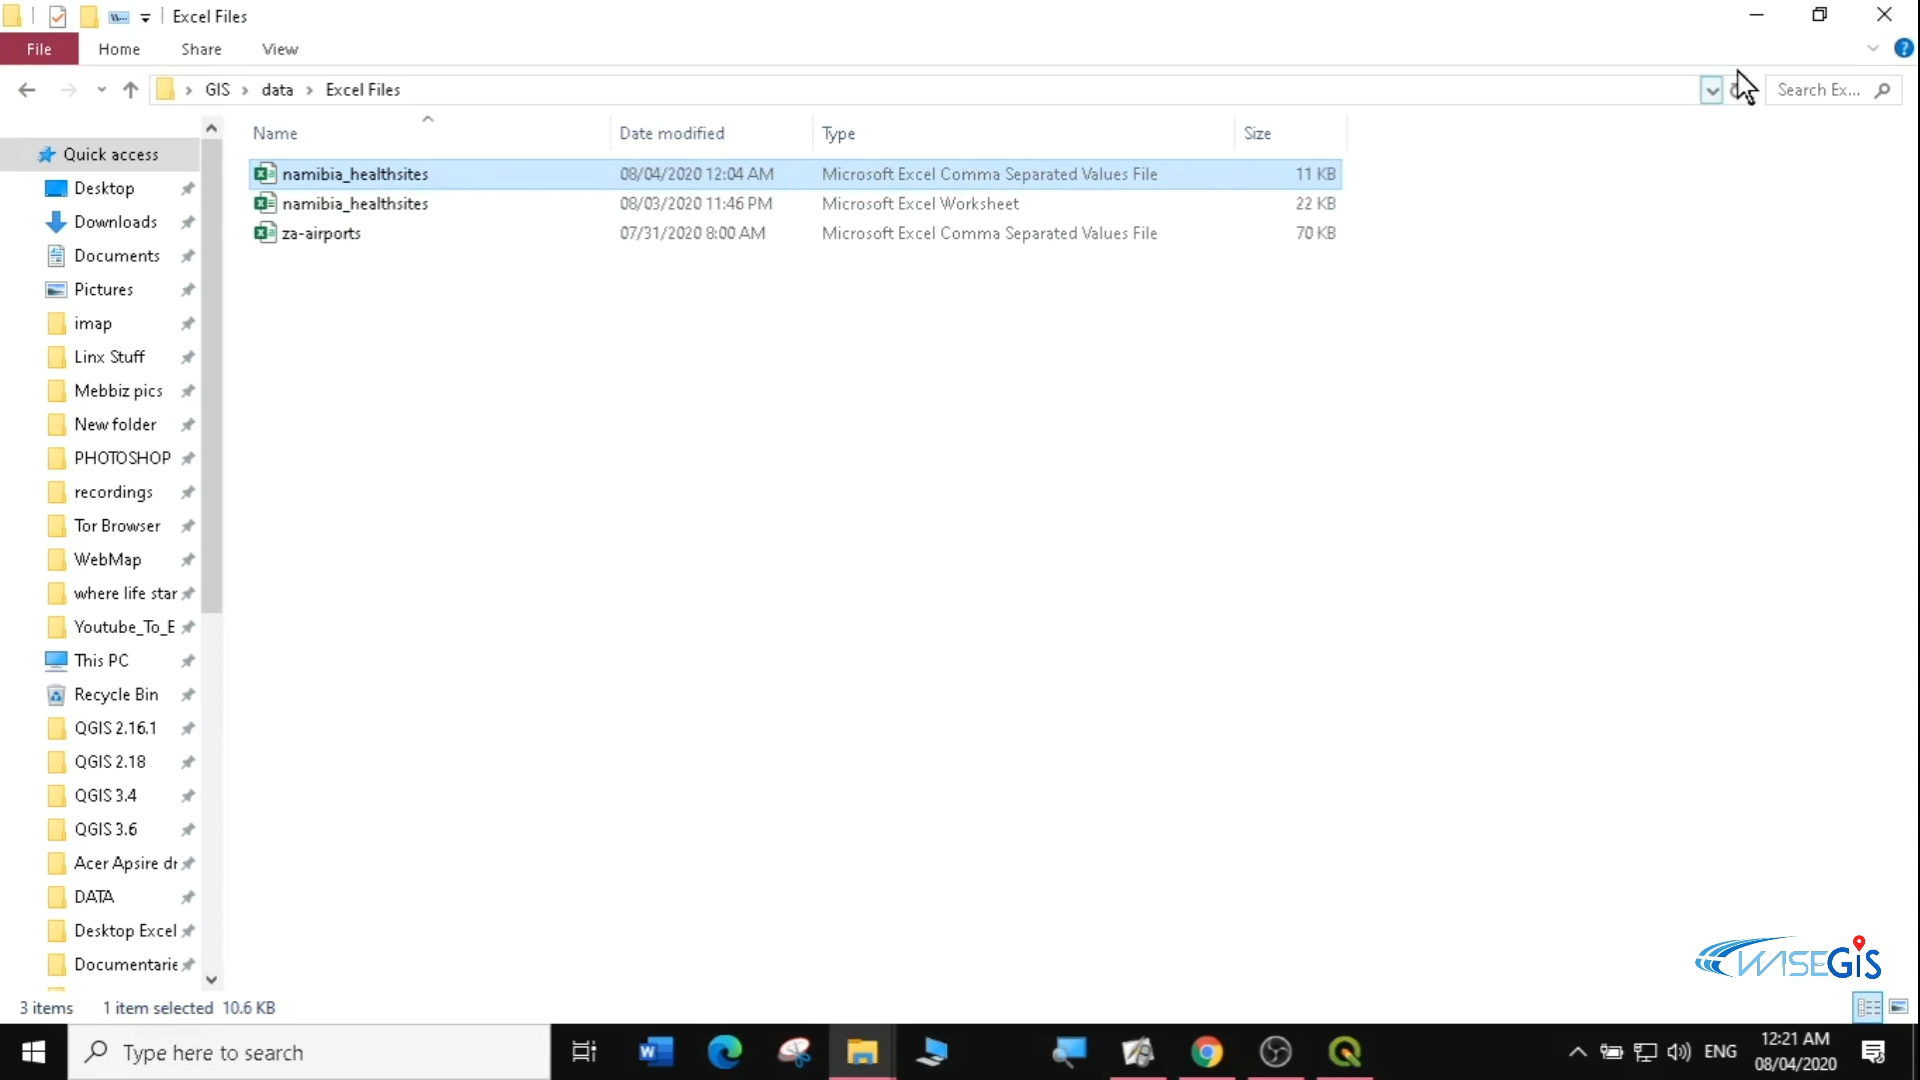 Excel Files
File Home Share View
GIS data Excel Files Search Ex...
Name Date modified Type Size
Quick access
Desktop
Downloads
Documents
Pictures
imap
Linx Stuff
Mebbiz pics
New folder
PHOTOSHOP
recordings
Tor Browser
WebMap
where life star
Youtube_To_E
This PC
Recycle Bin
QGIS 2.16.1
QGIS 2.18
QGIS 3.4
QGIS 3.6
Acer Apsire dr
DATA
Desktop Excel
Documentarie
namibia_healthsites 08/04/2020 12:04 AM Microsoft Excel Comma Separated Values File 11 KB
namibia_healthsites 08/03/2020 11:46 PM Microsoft Excel Worksheet 22 KB
za-airports 07/31/2020 8:00 AM Microsoft Excel Comma Separated Values File 70 KB
WISEGIS
3 items 1 item selected 10.6 KB
Type here to search
ENG
12:21 AM
08/04/2020